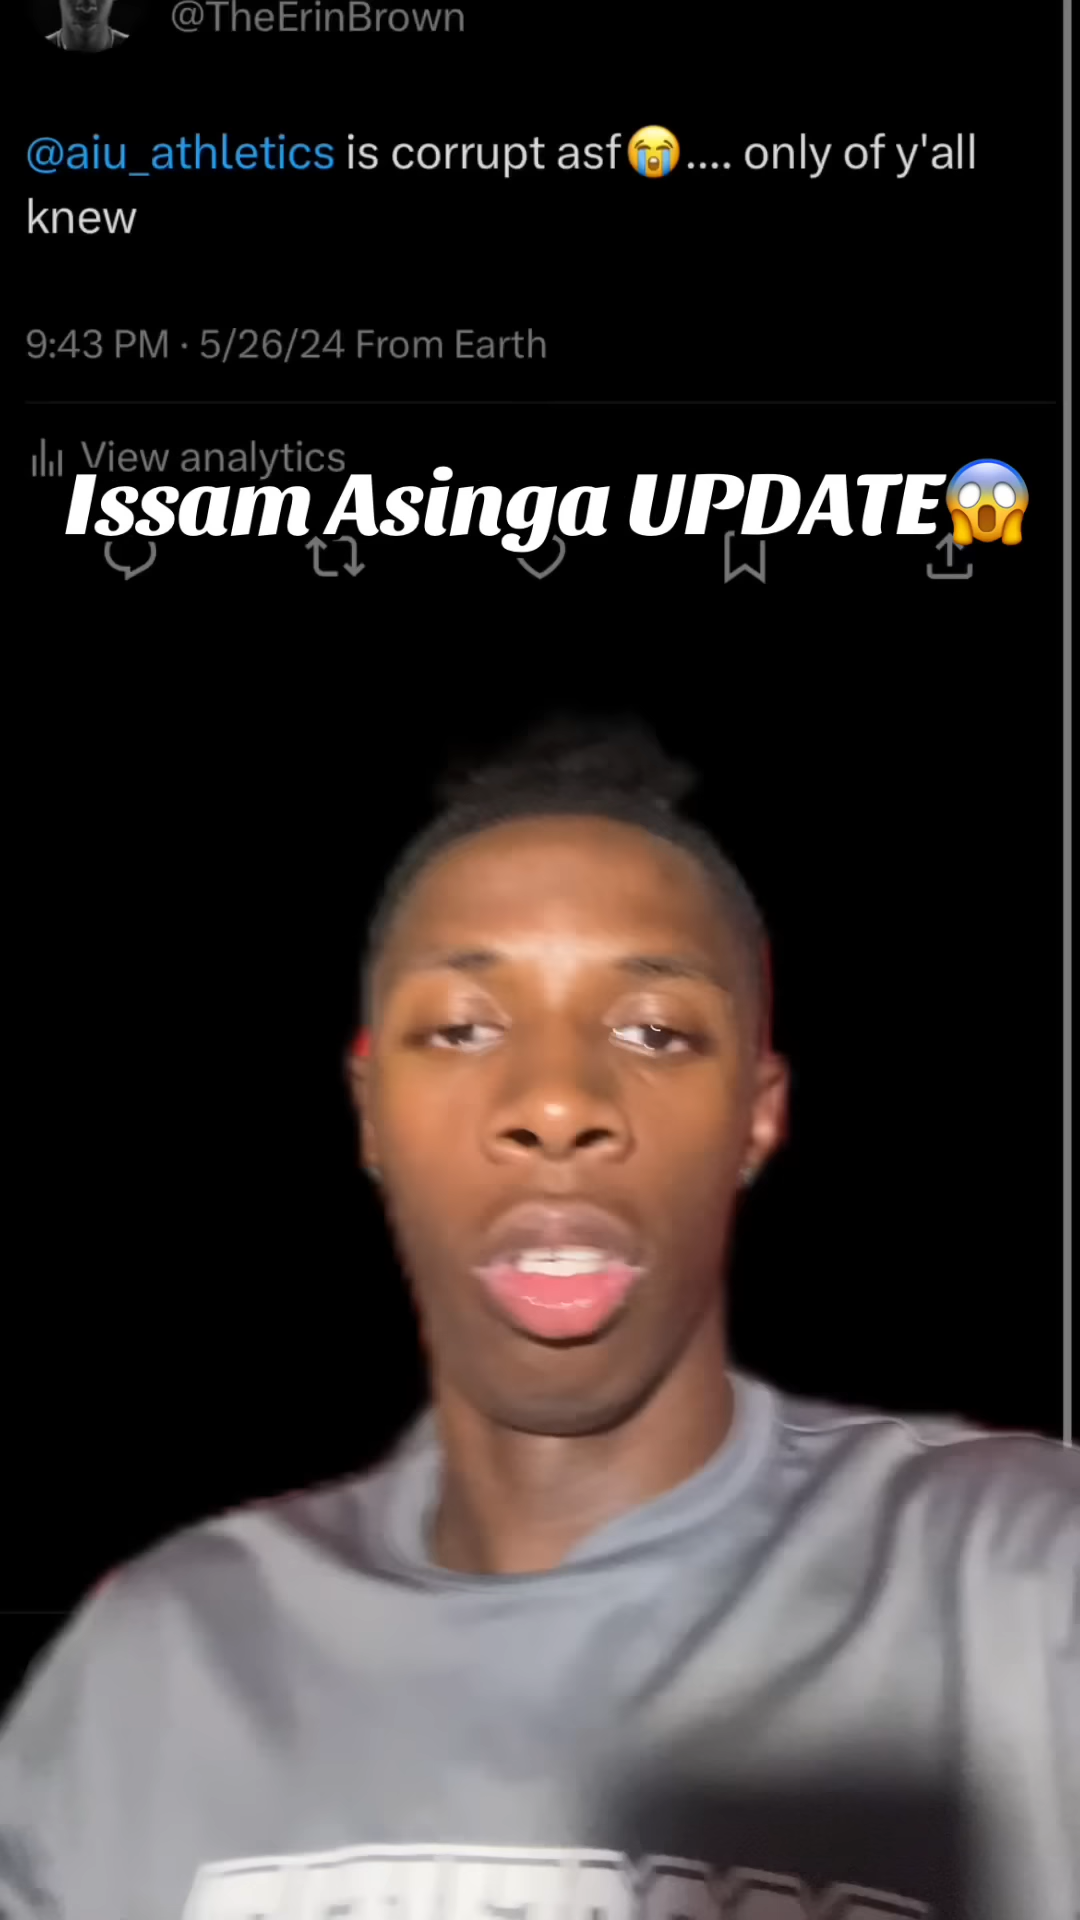 @TheErinBrown
@aiu_athletics is corrupt asf😭.... only of y'all
knew
9:43 PM · 5/26/24 From Earth
View analytics
Issam Asinga UPDATE😱